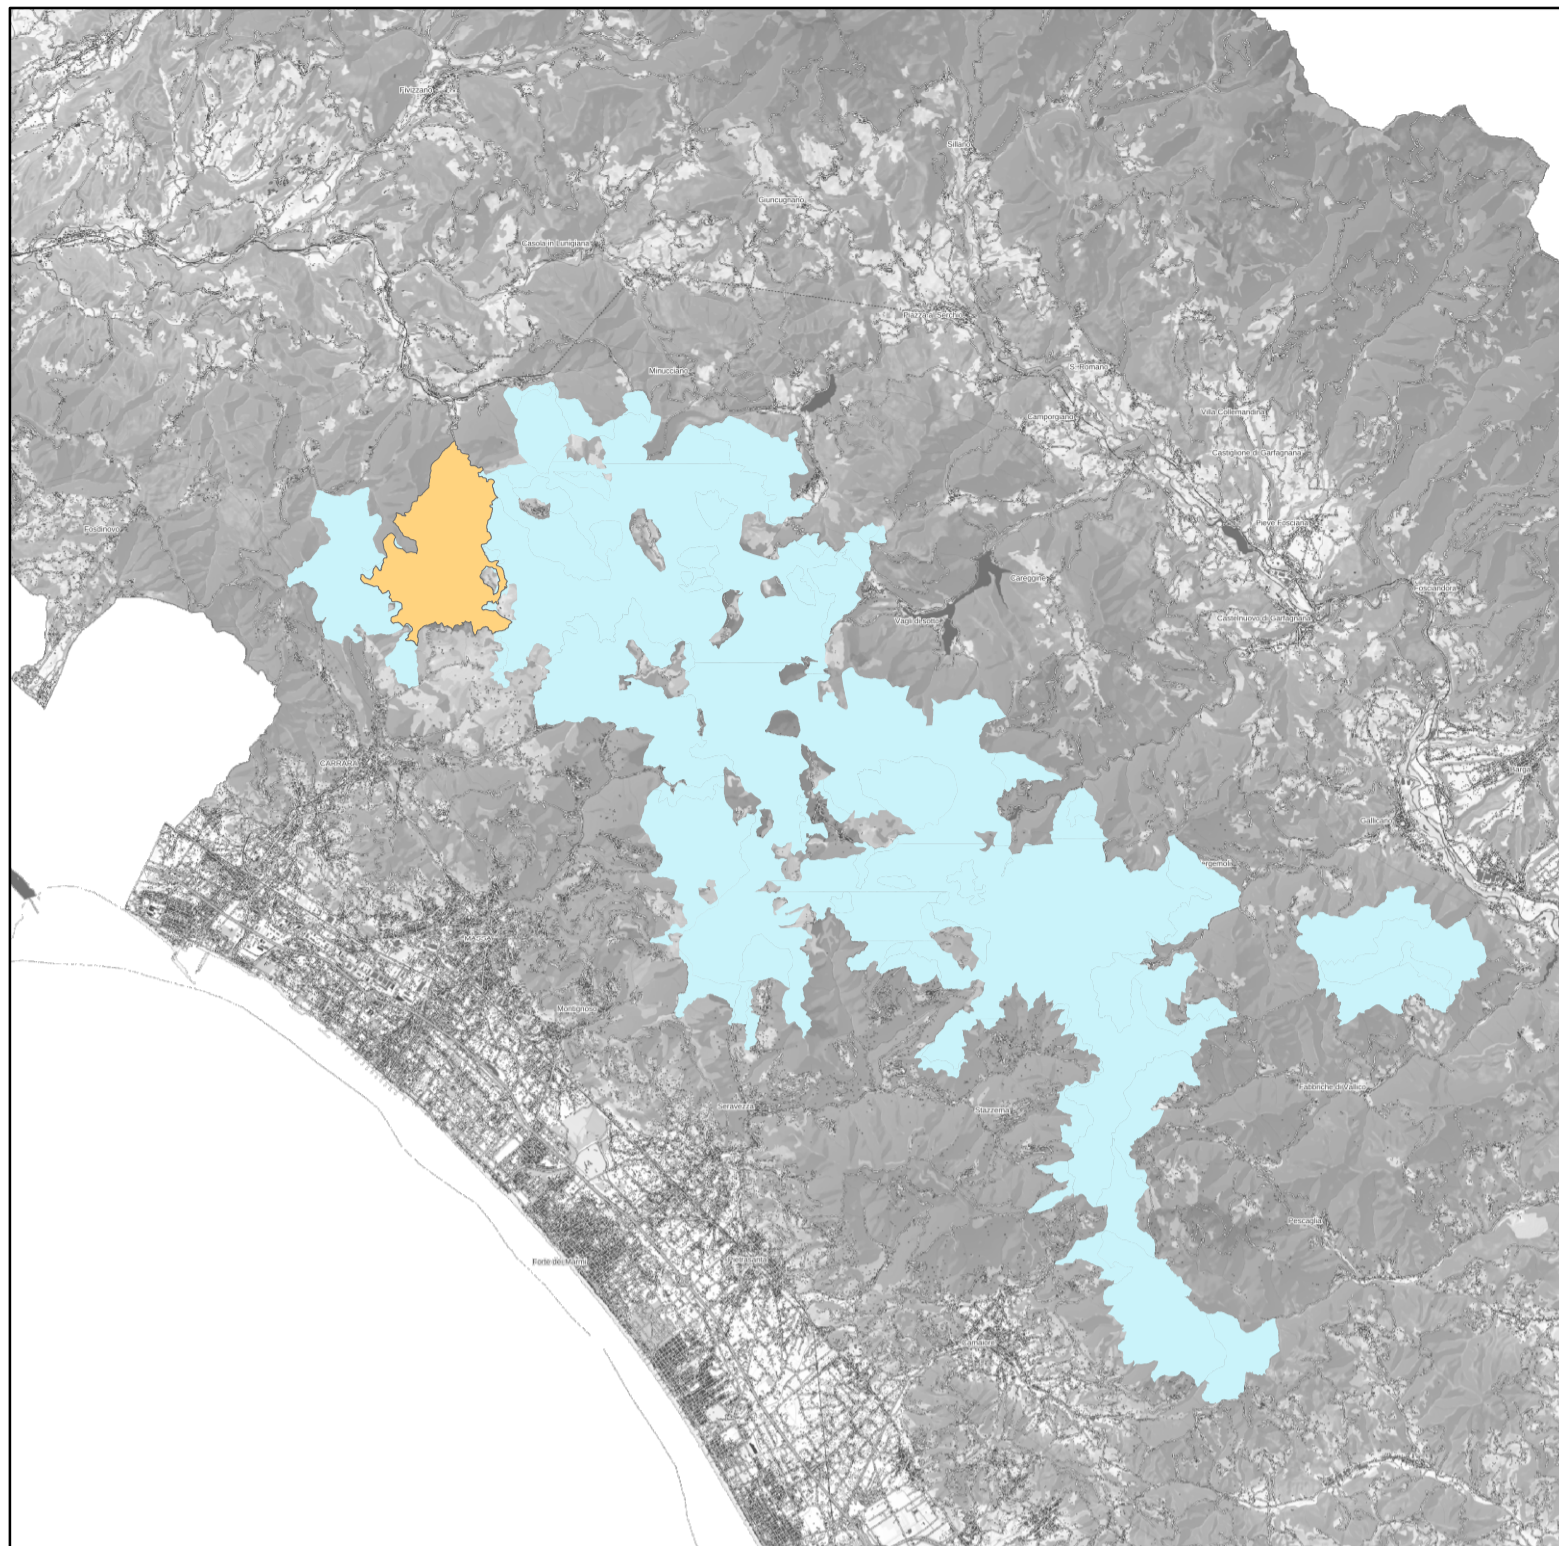 Fivizzano
Sillano
Giuncugnano
Casola in Lunigiana
Piazza al Serchio
Minucciano
S. Romano
Camporgiano
Villa Collemandina
Castiglione di Garfagnana
Fosdinovo
Pieve Fosciana
Careggine
Fosciandora
Vagli di sotto
Castelnuovo di Garfagnana
CARRARA
Gallicano
Montignoso
Fabbriche di Vallico
Seravezza
Stazzema
Pescaglia
Forte dei Marmi
Pietrasanta
Camaiore